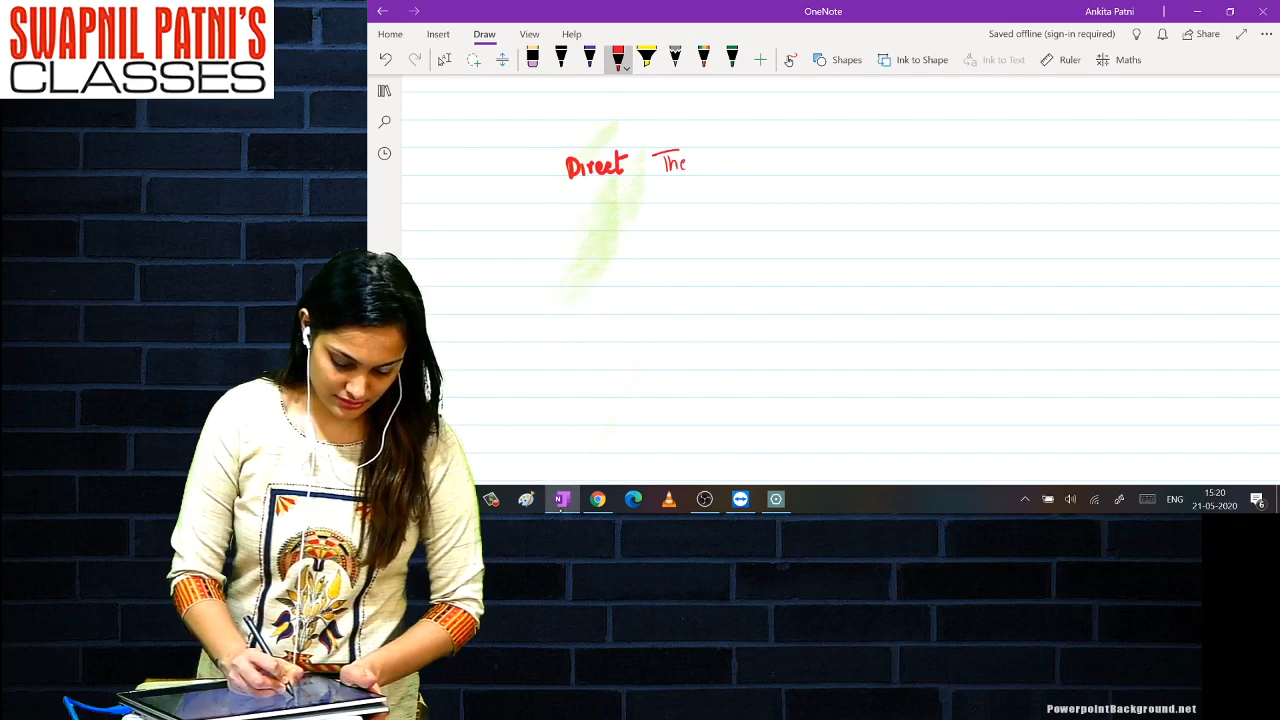 SWAPNIL PATNI'S
CLASSES
OneNote
Ankita Patni
Home Insert Draw View Help
Saved offline (sign-in required)
Share
Shapes
Ink to Shape
Ink to Text
Ruler
Maths
Direct The
ENG
15:20
21-05-2020
6
PowerpointBackground.net